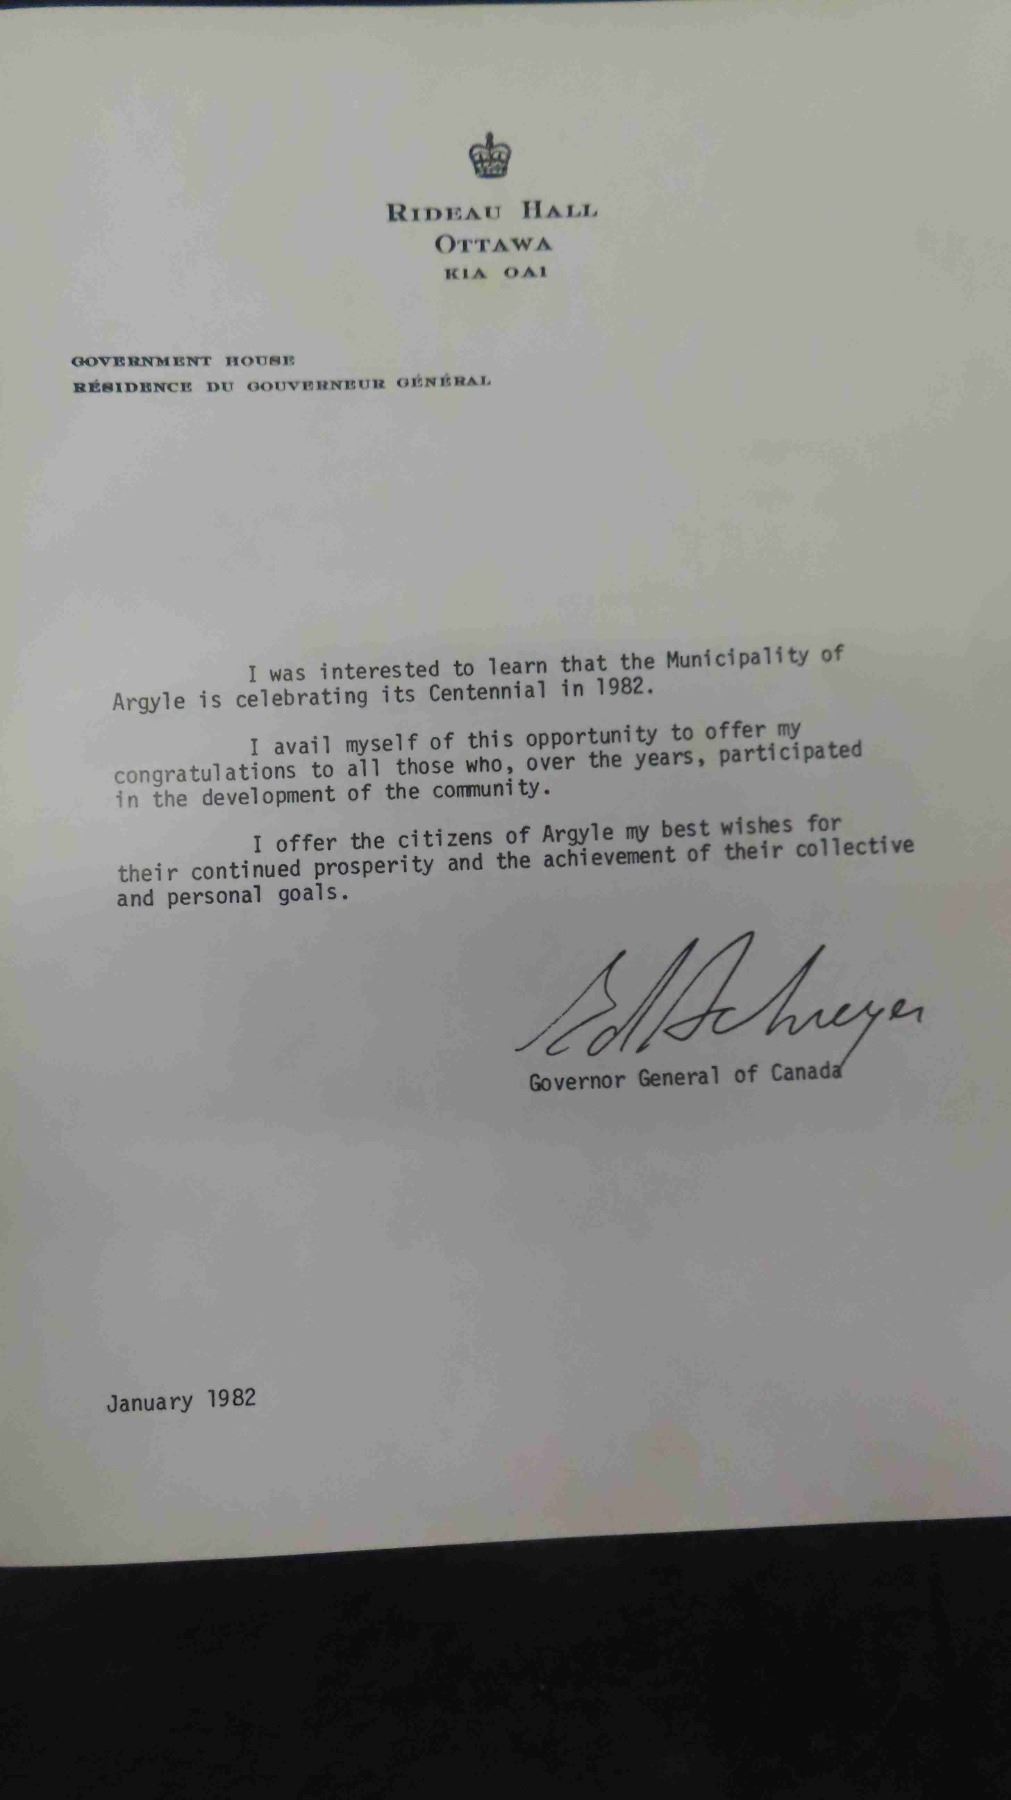 RIDEAU HALL
OTTAWA
K1A 0A1
GOVERNMENT HOUSE
RÉSIDENCE DU GOUVERNEUR GÉNÉRAL
I was interested to learn that the Municipality of
Argyle is celebrating its Centennial in 1982.
I avail myself of this opportunity to offer my
congratulations to all those who, over the years, participated
in the development of the community.
I offer the citizens of Argyle my best wishes for
their continued prosperity and the achievement of their collective
and personal goals.
Ed Schreyer
Governor General of Canada
January 1982